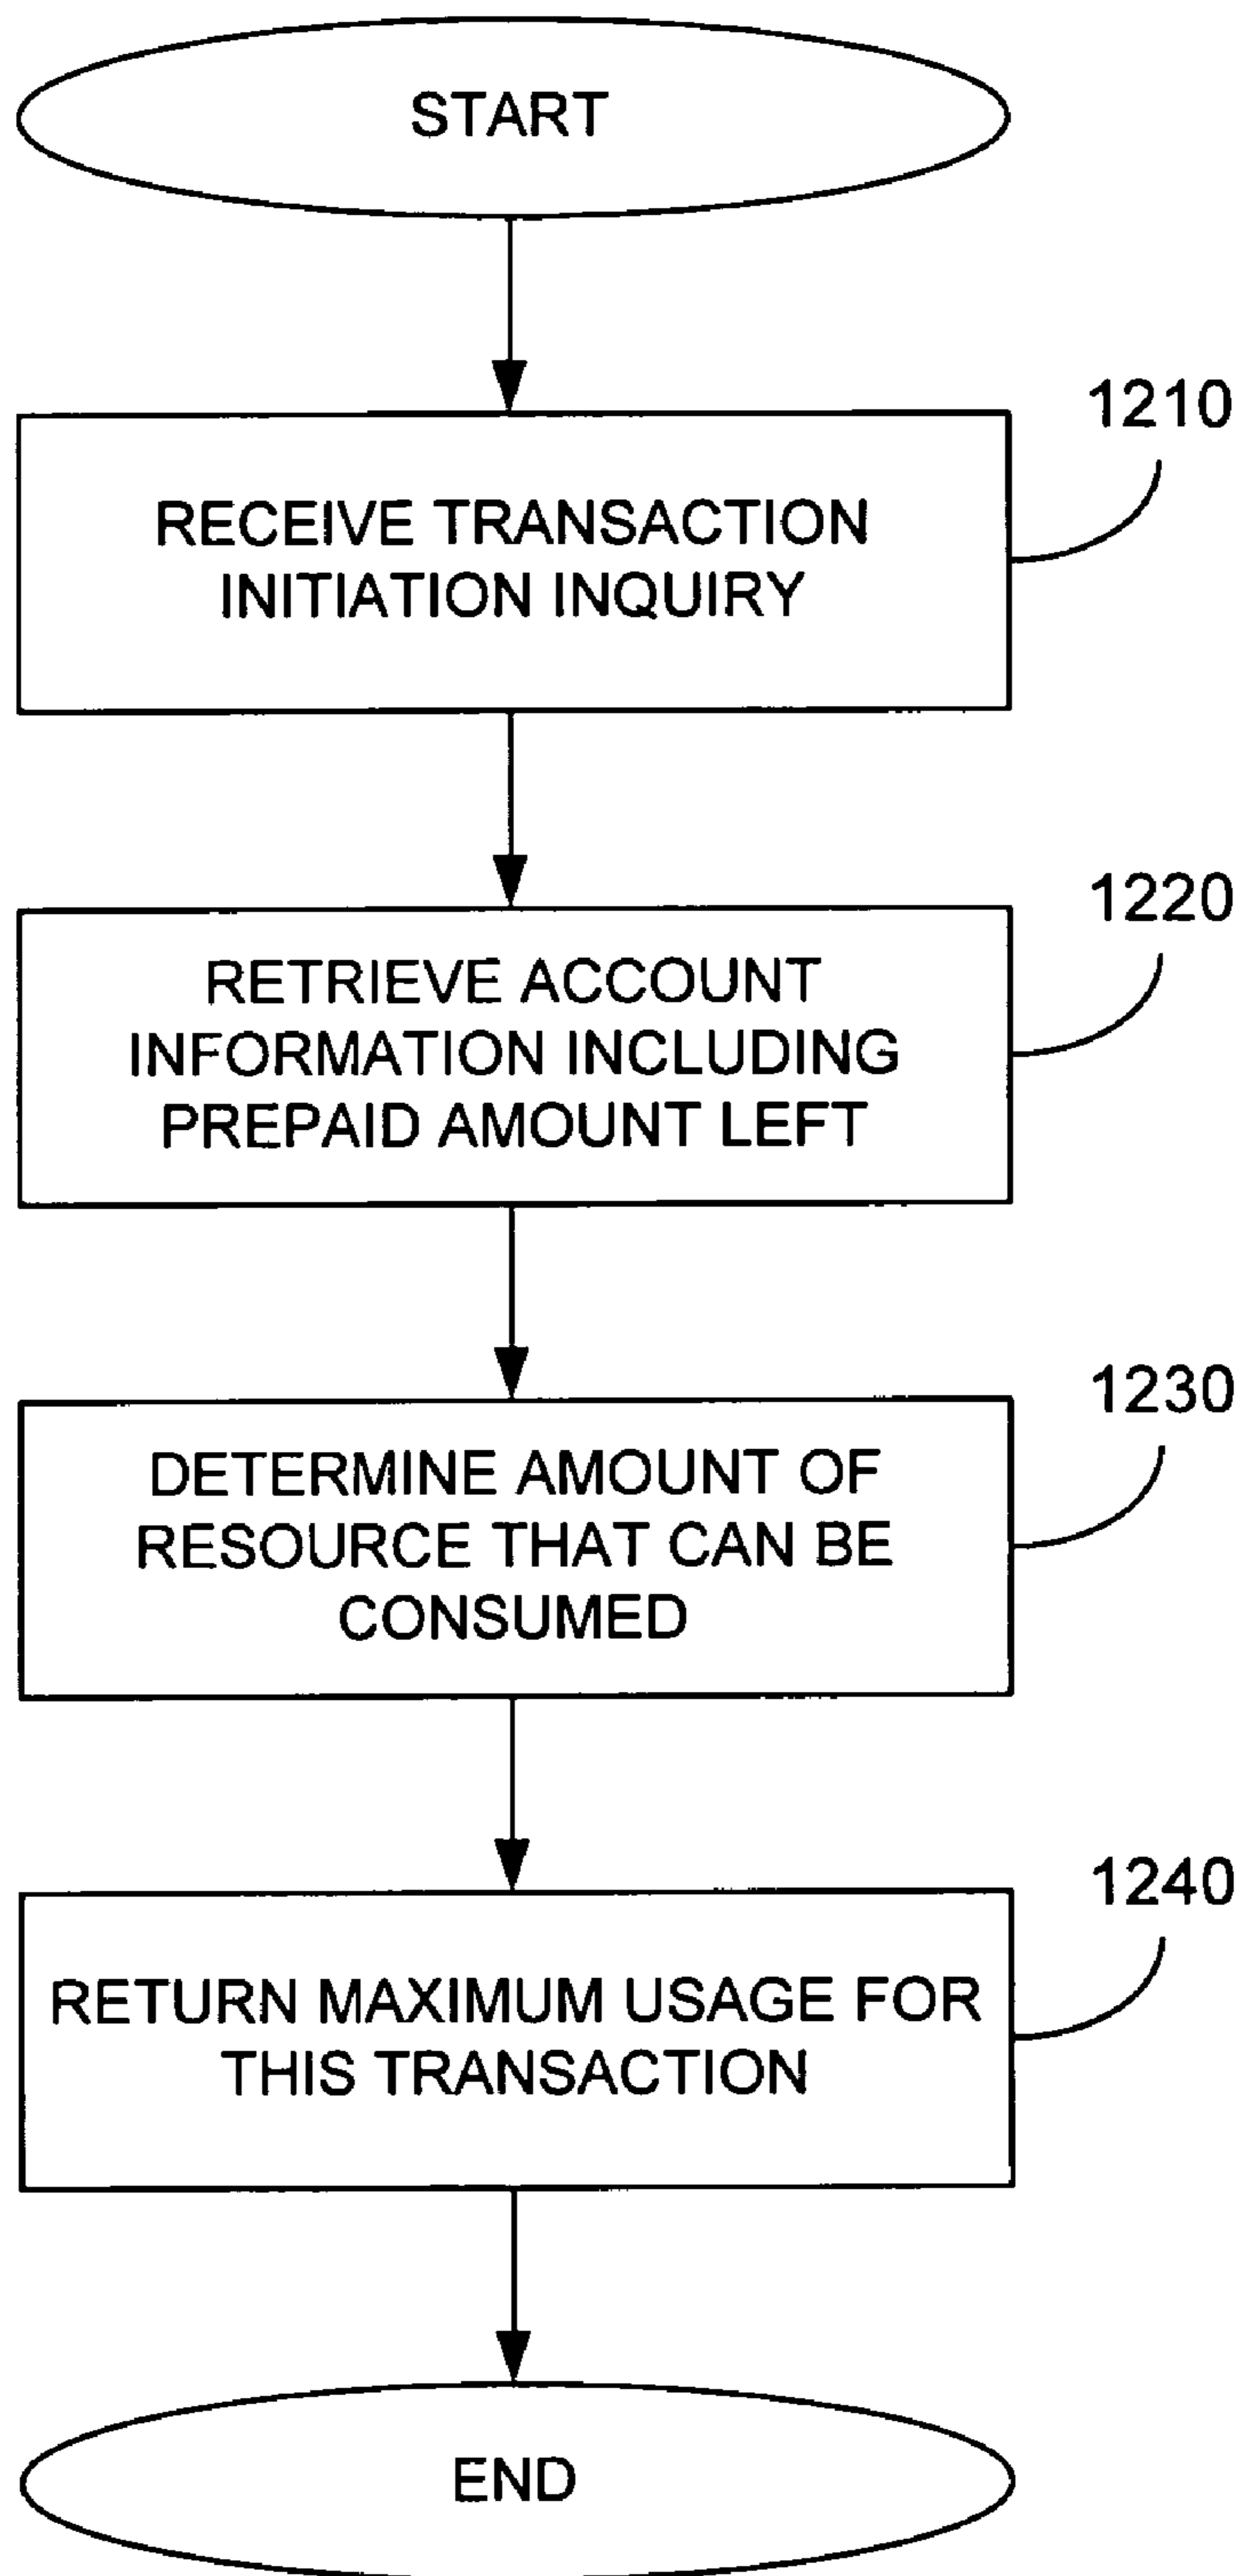 START
1210
RECEIVE TRANSACTION
INITIATION INQUIRY
1220
RETRIEVE ACCOUNT
INFORMATION INCLUDING
PREPAID AMOUNT LEFT
1230
DETERMINE AMOUNT OF
RESOURCE THAT CAN BE
CONSUMED
1240
RETURN MAXIMUM USAGE FOR
THIS TRANSACTION
END